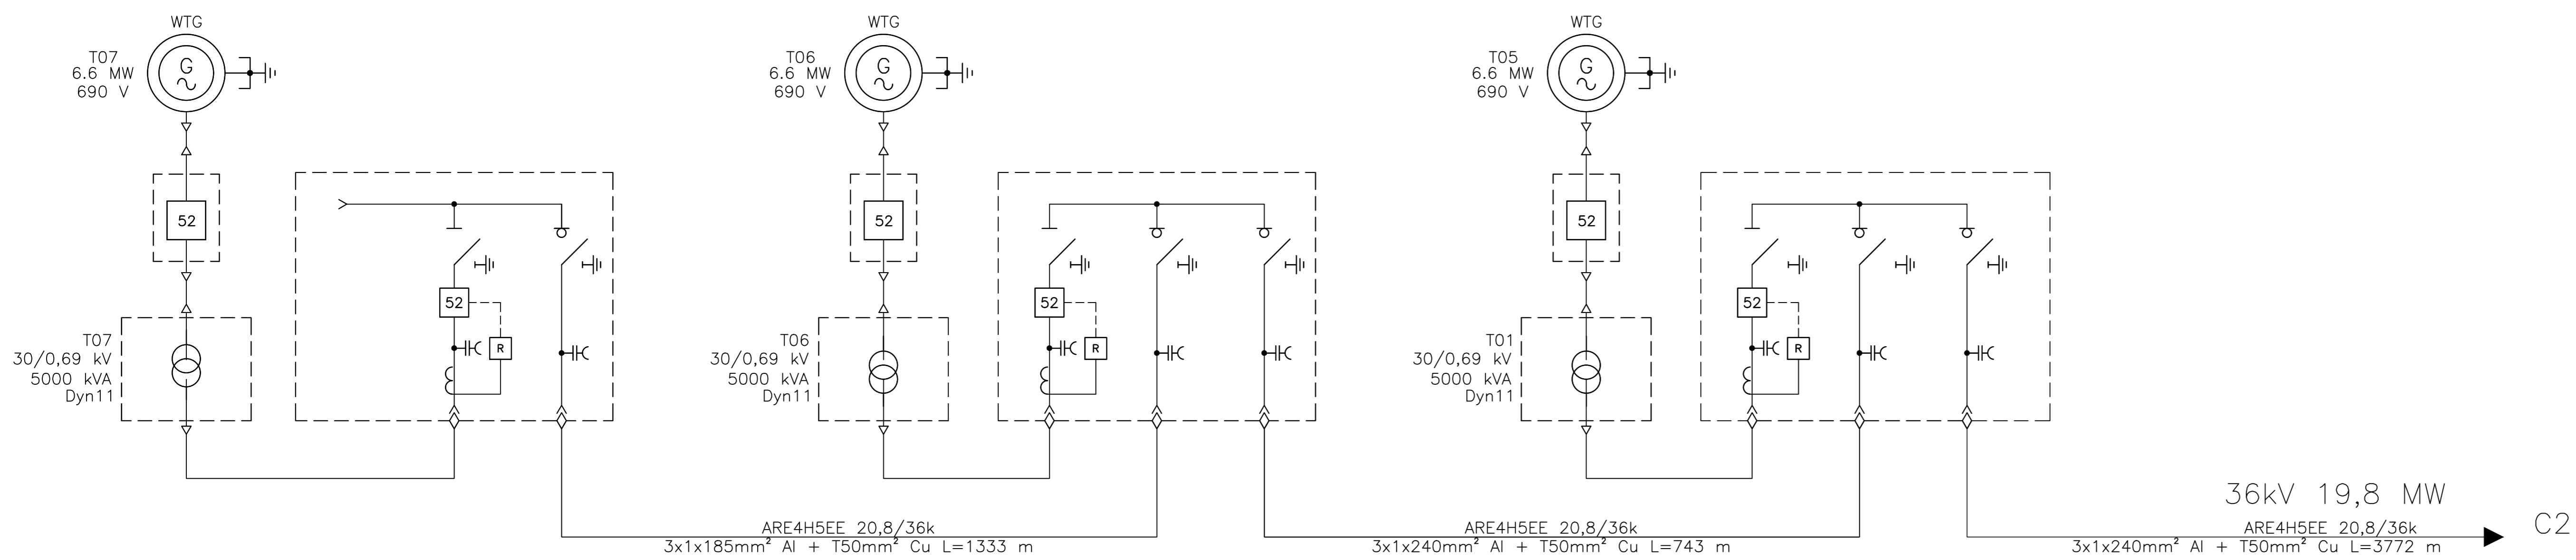 WTG
T07
6.6 MW
690 V
G
52
T07
30/0,69 kV
5000 kVA
Dyn11
52
R
WTG
T06
6.6 MW
690 V
G
52
T06
30/0,69 kV
5000 kVA
Dyn11
52
R
WTG
T05
6.6 MW
690 V
G
52
T01
30/0,69 kV
5000 kVA
Dyn11
52
R
ARE4H5EE 20,8/36k
3x1x185mm² Al + T50mm² Cu L=1333 m
ARE4H5EE 20,8/36k
3x1x240mm² Al + T50mm² Cu L=743 m
36kV 19,8 MW
ARE4H5EE 20,8/36k
3x1x240mm² Al + T50mm² Cu L=3772 m
C2